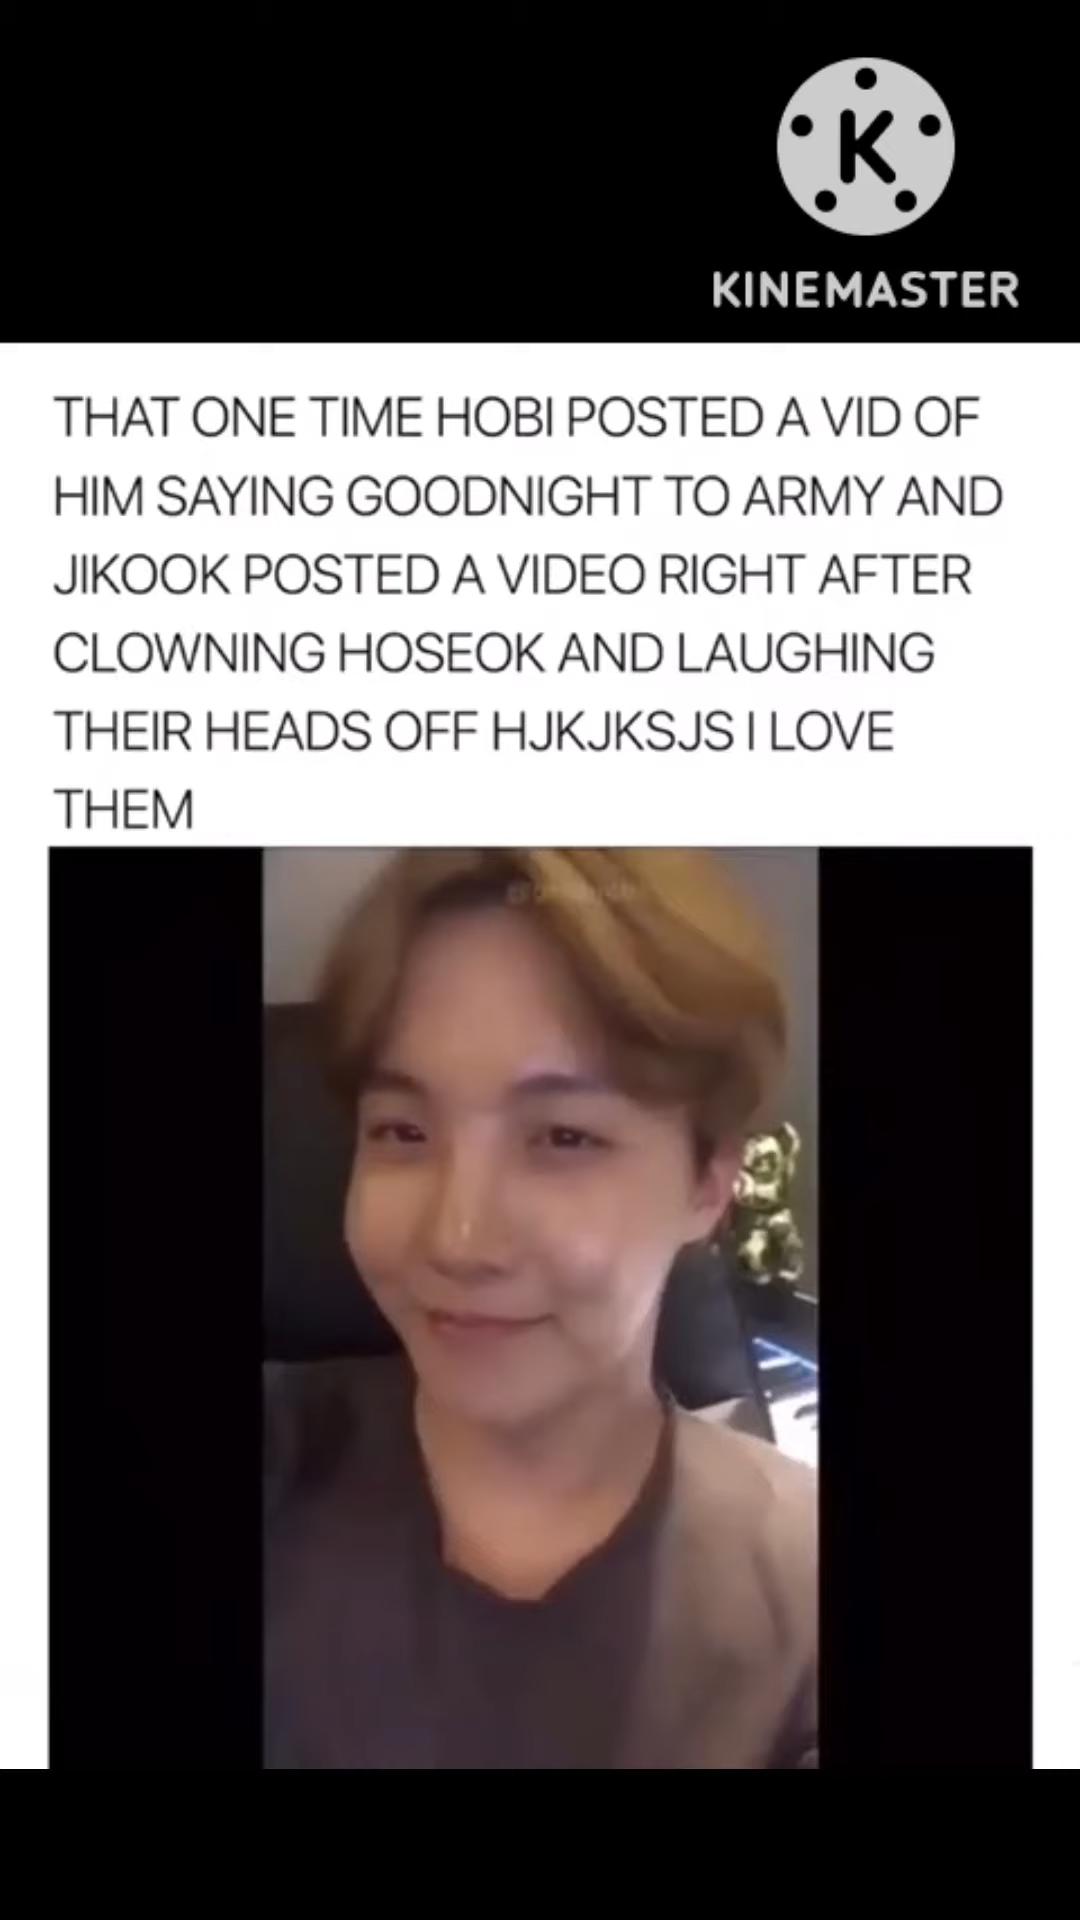 K
KINEMASTER
THAT ONE TIME HOBI POSTED A VID OF
HIM SAYING GOODNIGHT TO ARMY AND
JIKOOK POSTED A VIDEO RIGHT AFTER
CLOWNING HOSEOK AND LAUGHING
THEIR HEADS OFF HJKJKSJS I LOVE
THEM